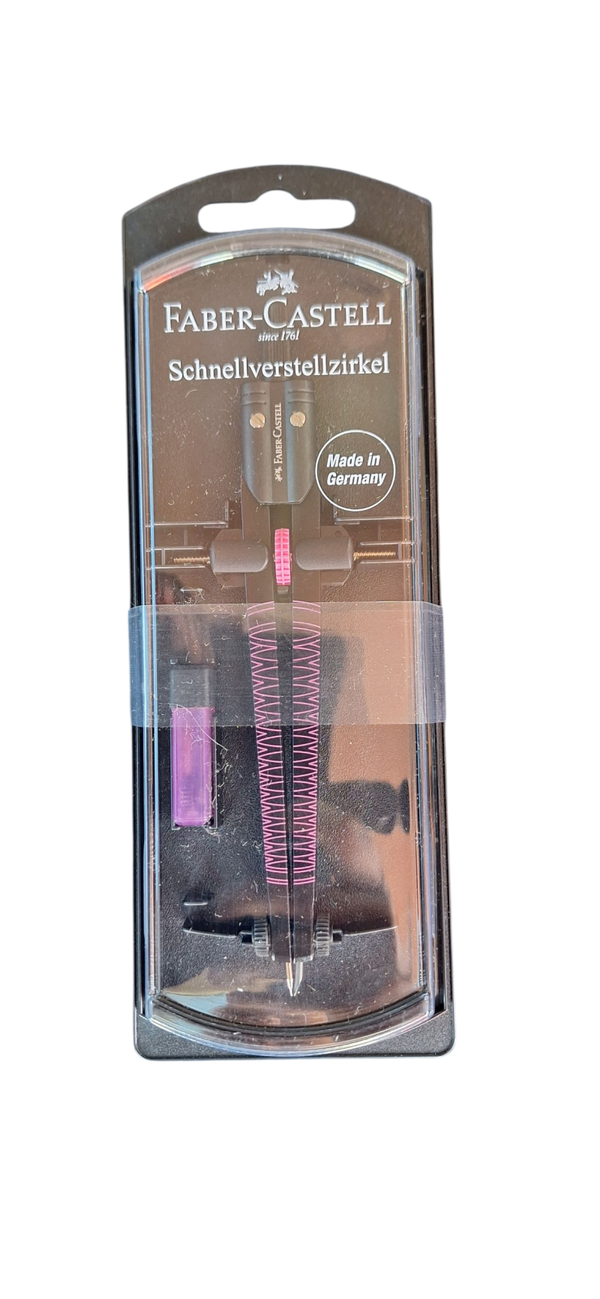 FABER-CASTELL
since 1761
Schnellverstellzirkel
FABER-CASTELL
Made in
Germany